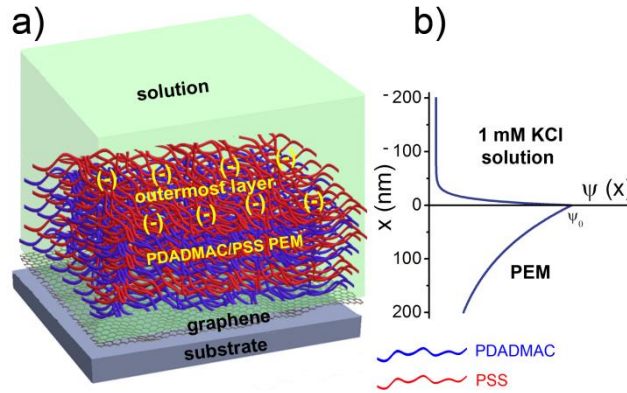 a)
solution
(-) (-) (-) (-)
outermost layer
(-) (-) (-) (-)
PDADMAC/PSS PEM
graphene
substrate
b)
- 200
- 100
0
100
200
x (nm)
1 mM KCl
solution
ψ (x)
ψ₀
PEM
PDADMAC
PSS